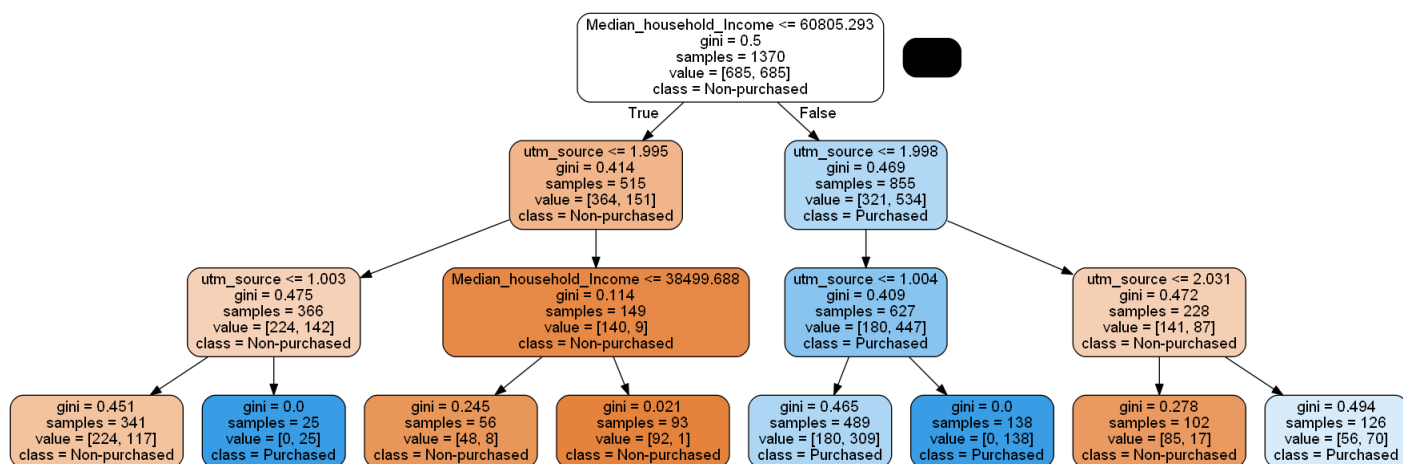 Median_household_Income <= 60805.293
gini = 0.5
samples = 1370
value = [685, 685]
class = Non-purchased
True
False
utm_source <= 1.995
gini = 0.414
samples = 515
value = [364, 151]
class = Non-purchased
utm_source <= 1.998
gini = 0.469
samples = 855
value = [321, 534]
class = Purchased
utm_source <= 1.003
gini = 0.475
samples = 366
value = [224, 142]
class = Non-purchased
Median_household_Income <= 38499.688
gini = 0.114
samples = 149
value = [140, 9]
class = Non-purchased
utm_source <= 1.004
gini = 0.409
samples = 627
value = [180, 447]
class = Purchased
utm_source <= 2.031
gini = 0.472
samples = 228
value = [141, 87]
class = Non-purchased
gini = 0.451
samples = 341
value = [224, 117]
class = Non-purchased
gini = 0.0
samples = 25
value = [0, 25]
class = Purchased
gini = 0.245
samples = 56
value = [48, 8]
class = Non-purchased
gini = 0.021
samples = 93
value = [92, 1]
class = Non-purchased
gini = 0.465
samples = 489
value = [180, 309]
class = Purchased
gini = 0.0
samples = 138
value = [0, 138]
class = Purchased
gini = 0.278
samples = 102
value = [85, 17]
class = Non-purchased
gini = 0.494
samples = 126
value = [56, 70]
class = Purchased